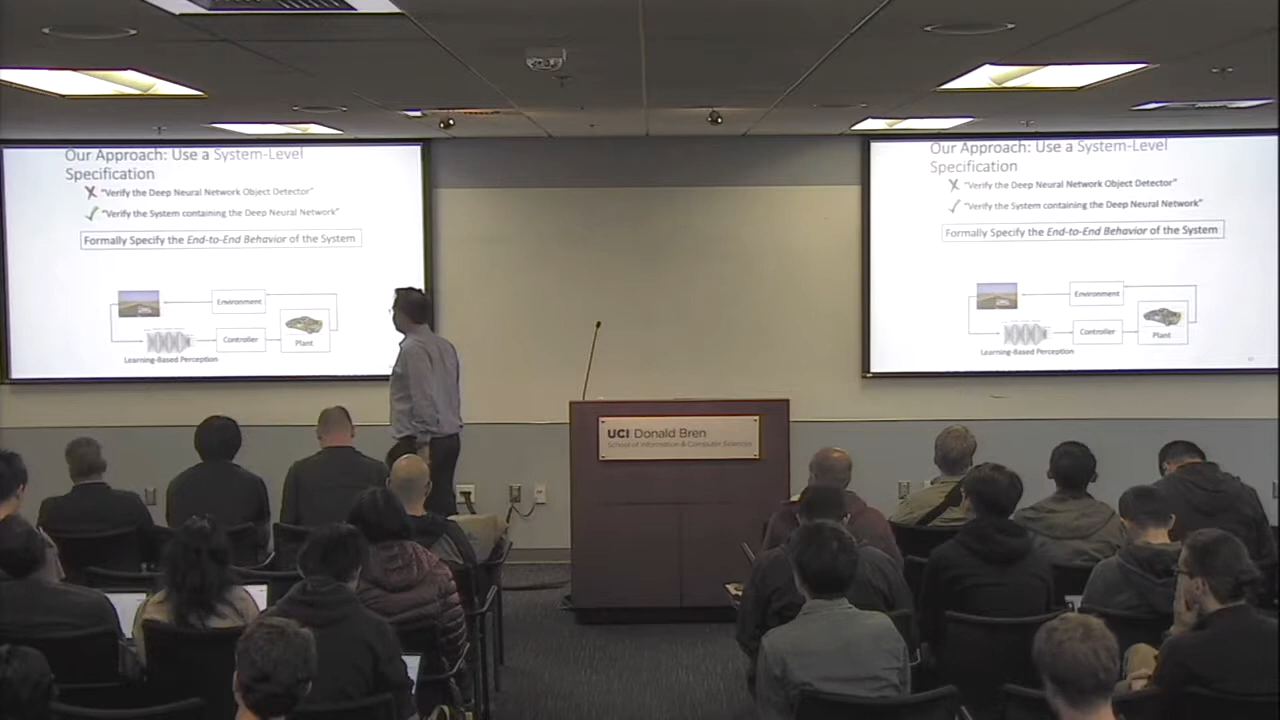 Our Approach: Use a System-Level
Specification
✗ "Verify the Deep Neural Network Object Detector"
✓ "Verify the System containing the Deep Neural Network"
Formally Specify the End-to-End Behavior of the System
Environment
Controller
Plant
Learning-Based Perception
UCI Donald Bren
School of Information & Computer Sciences
Our Approach: Use a System-Level
Specification
✗ "Verify the Deep Neural Network Object Detector"
✓ "Verify the System containing the Deep Neural Network"
Formally Specify the End-to-End Behavior of the System
Environment
Controller
Plant
Learning-Based Perception